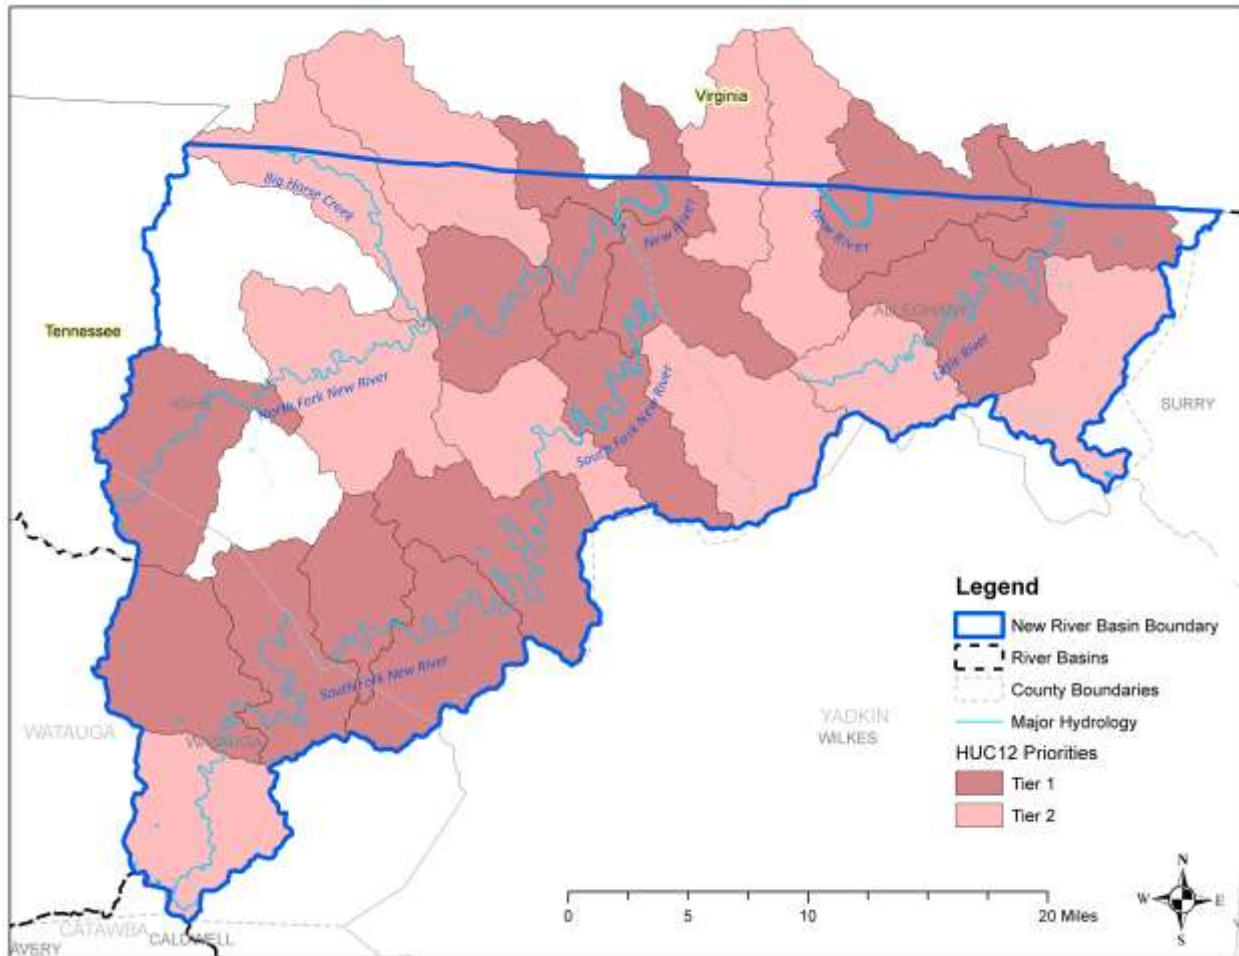 Virginia
Big Horse Creek
New River
New River
Tennessee
ALLEGHANY
Little River
ASHE
North Fork New River
SURRY
South Fork New River
South Fork New River
WATAUGA
WATAUGA
YADKIN
WILKES
CATAWBA
CALDWELL
AVERY
Legend
New River Basin Boundary
River Basins
County Boundaries
Major Hydrology
HUC12 Priorities
Tier 1
Tier 2
0 5 10 20 Miles
N
W E
S